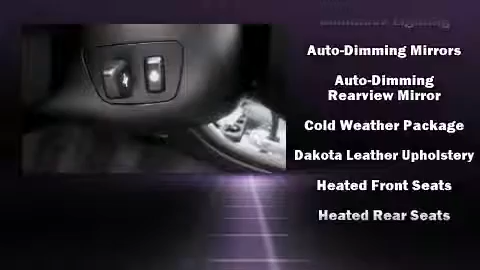 Lighting
Auto-Dimming Mirrors
Auto-Dimming
Rearview Mirror
Cold Weather Package
Dakota Leather Upholstery
Heated Front Seats
Heated Rear Seats